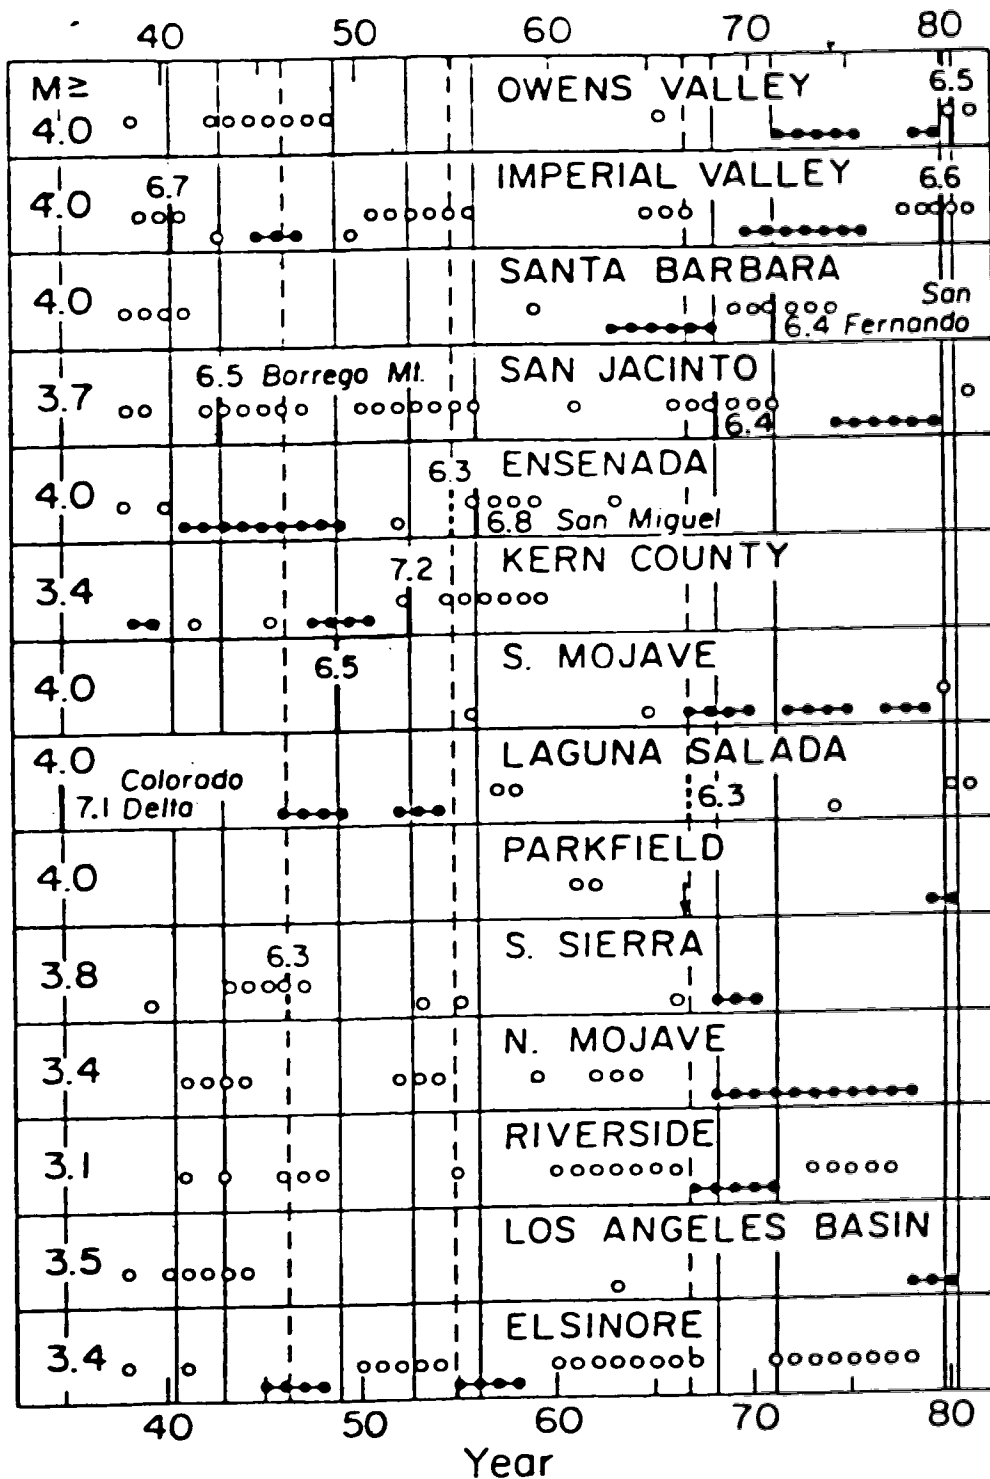 40 50 60 70 80
M ≥ OWENS VALLEY 6.5
4.0
IMPERIAL VALLEY
4.0 6.7 6.6
SANTA BARBARA
4.0 San
6.4 Fernando
6.5 Borrego Mt. SAN JACINTO
3.7 6.4
ENSENADA
4.0 6.3
6.8 San Miguel
KERN COUNTY
3.4 7.2
6.5 S. MOJAVE
4.0
LAGUNA SALADA
4.0 Colorado
7.1 Delta 6.3
PARKFIELD
4.0
S. SIERRA
3.8 6.3
N. MOJAVE
3.4
RIVERSIDE
3.1
LOS ANGELES BASIN
3.5
ELSINORE
3.4
40 50 60 70 80
Year